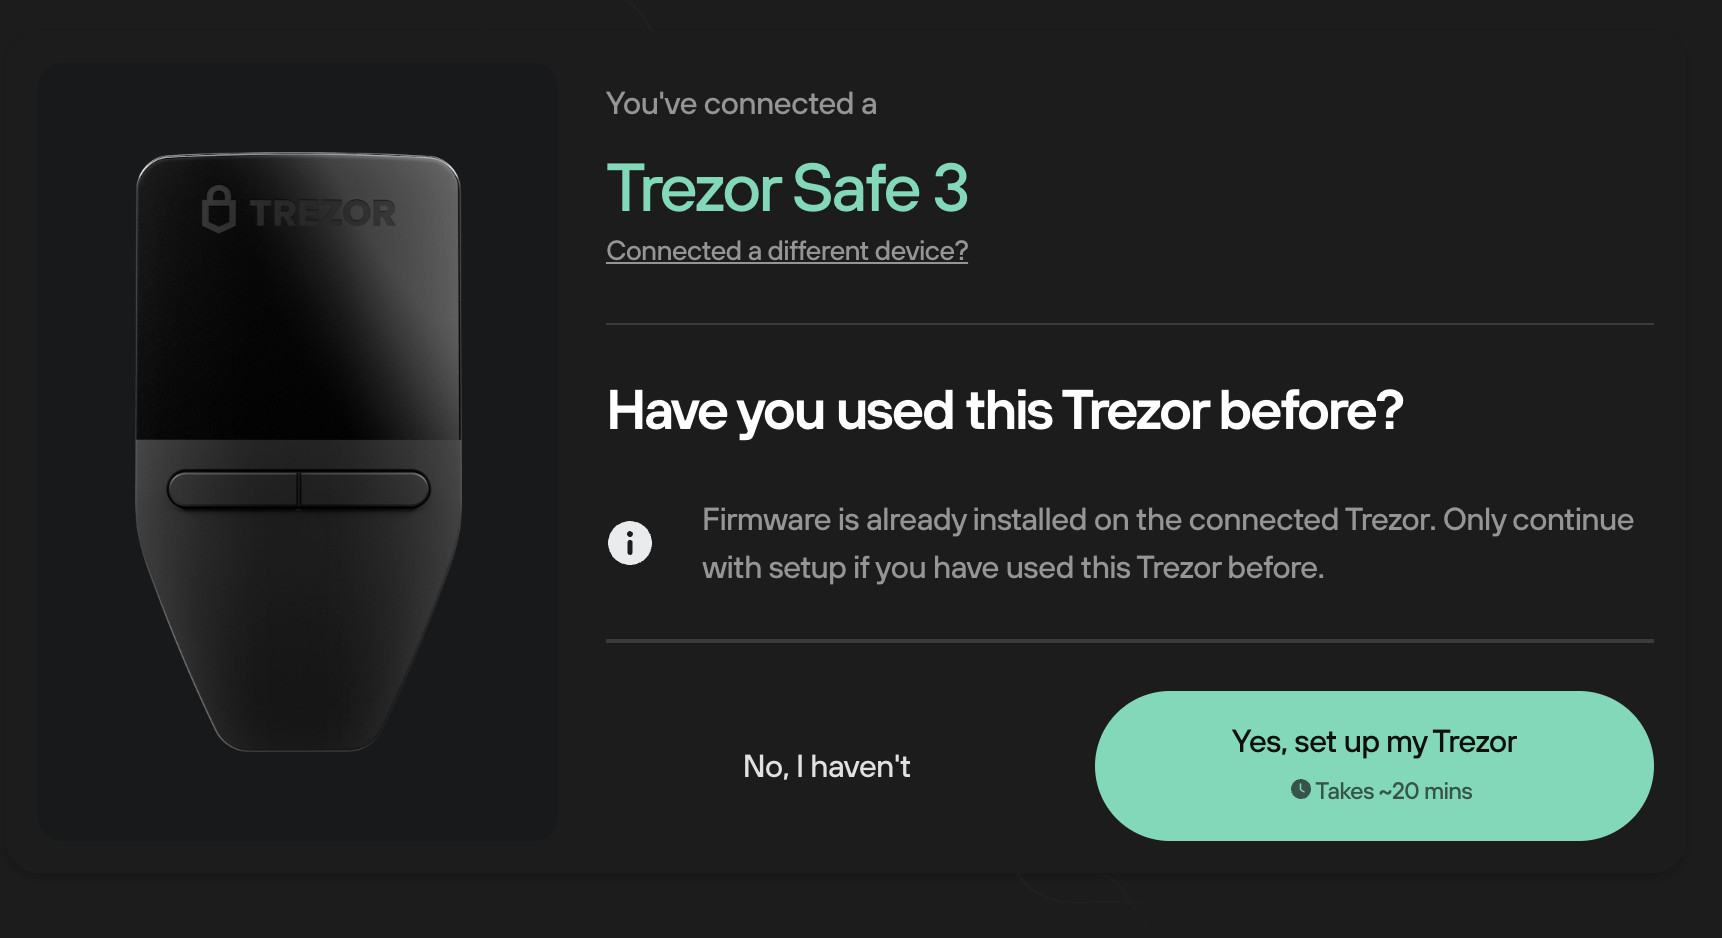 TREZOR
You've connected a
Trezor Safe 3
Connected a different device?
Have you used this Trezor before?
Firmware is already installed on the connected Trezor. Only continue
with setup if you have used this Trezor before.
No, I haven't
Yes, set up my Trezor
Takes ~20 mins